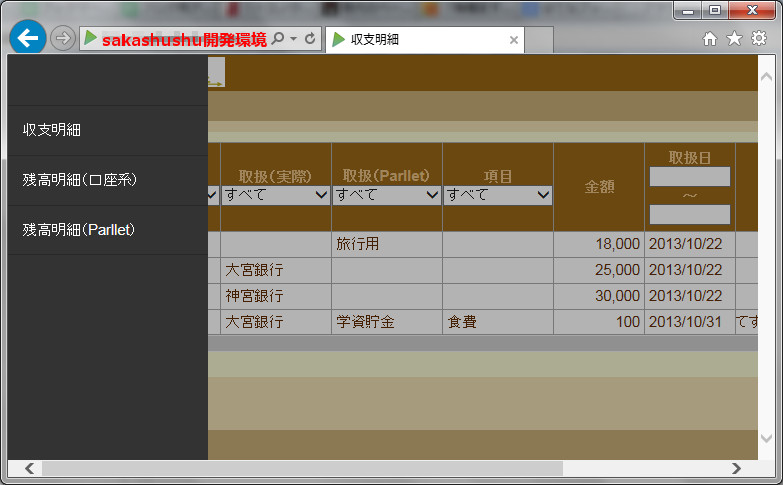 sakashushu開発環境
収支明細
収支明細
残高明細(口座系)
残高明細(Parllet)
取扱(実際) 取扱(Parllet) 項目 金額 取扱日
すべて すべて すべて
～
旅行用 18,000 2013/10/22
大宮銀行 25,000 2013/10/22
神宮銀行 30,000 2013/10/22
大宮銀行 学資貯金 食費 100 2013/10/31 てす